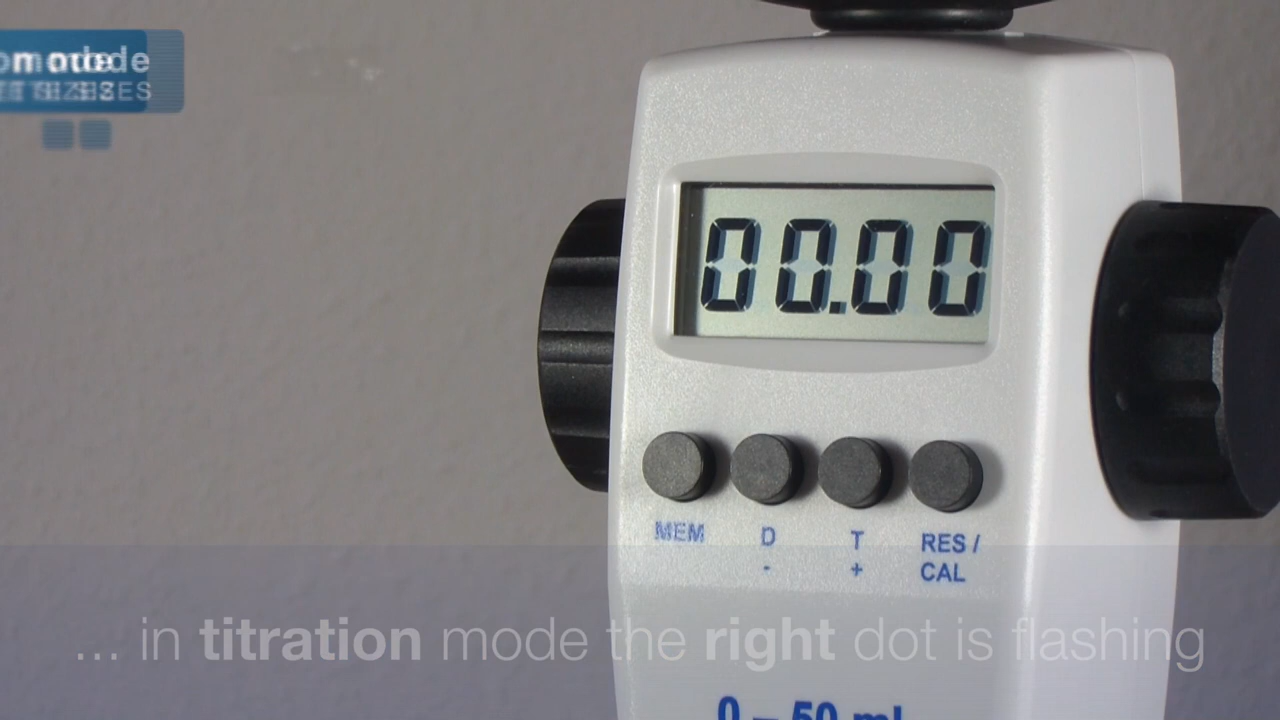 00.00
MEM D T RES /
- + CAL
... in titration mode the right dot is flashing
0 – 50 ml